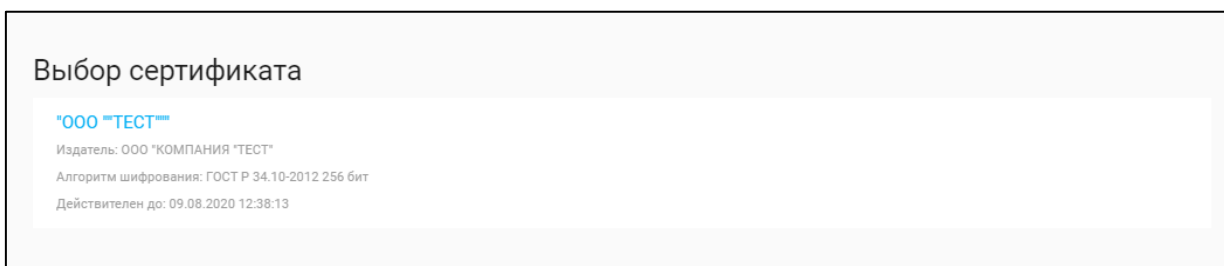 Выбор сертификата
"ООО ""ТЕСТ"""
Издатель: ООО "КОМПАНИЯ "ТЕСТ"
Алгоритм шифрования: ГОСТ Р 34.10-2012 256 бит
Действителен до: 09.08.2020 12:38:13